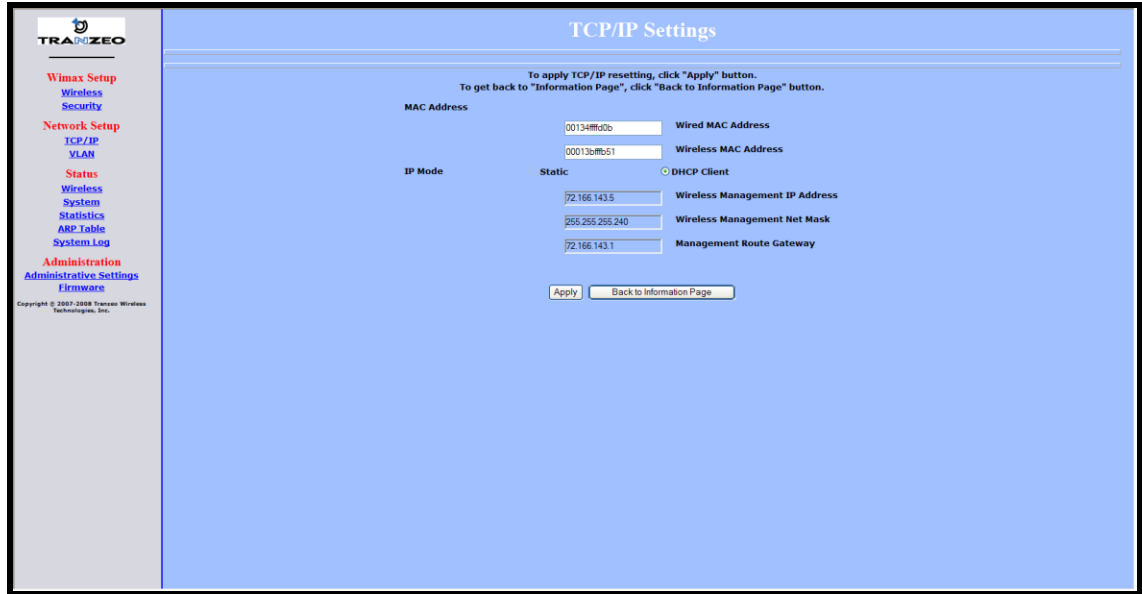 TRANZEO
Wimax Setup
Wireless
Security
Network Setup
TCP/IP
VLAN
Status
Wireless
System
Statistics
ARP Table
System Log
Administration
Administrative Settings
Firmware
Copyright © 2007-2008 Tranzeo Wireless
Technologies, Inc.
TCP/IP Settings
To apply TCP/IP resetting, click "Apply" button.
To get back to "Information Page", click "Back to Information Page" button.
MAC Address
00134ffffd0b Wired MAC Address
00013bfffb51 Wireless MAC Address
IP Mode Static DHCP Client
72.166.143.5 Wireless Management IP Address
255.255.255.240 Wireless Management Net Mask
72.166.143.1 Management Route Gateway
Apply Back to Information Page